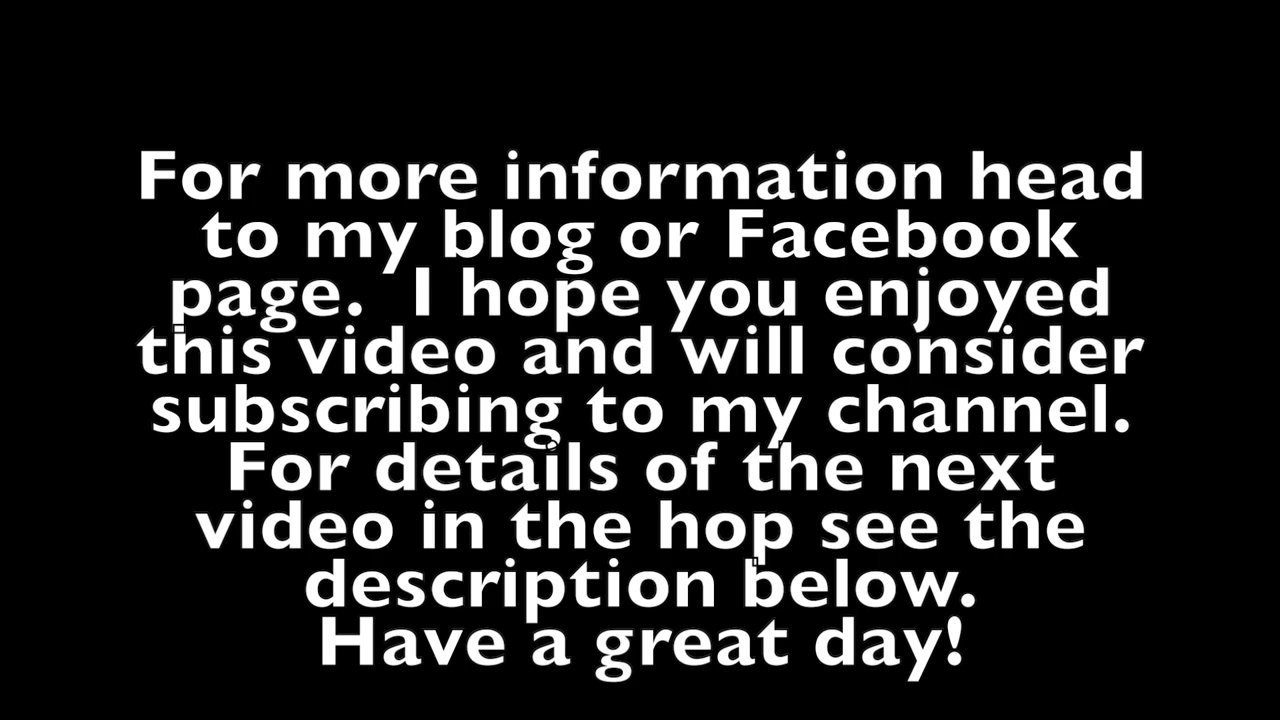 For more information head
to my blog or Facebook
page.  I hope you enjoyed
this video and will consider
subscribing to my channel.
For details of the next
video in the hop see the
description below.
Have a great day!